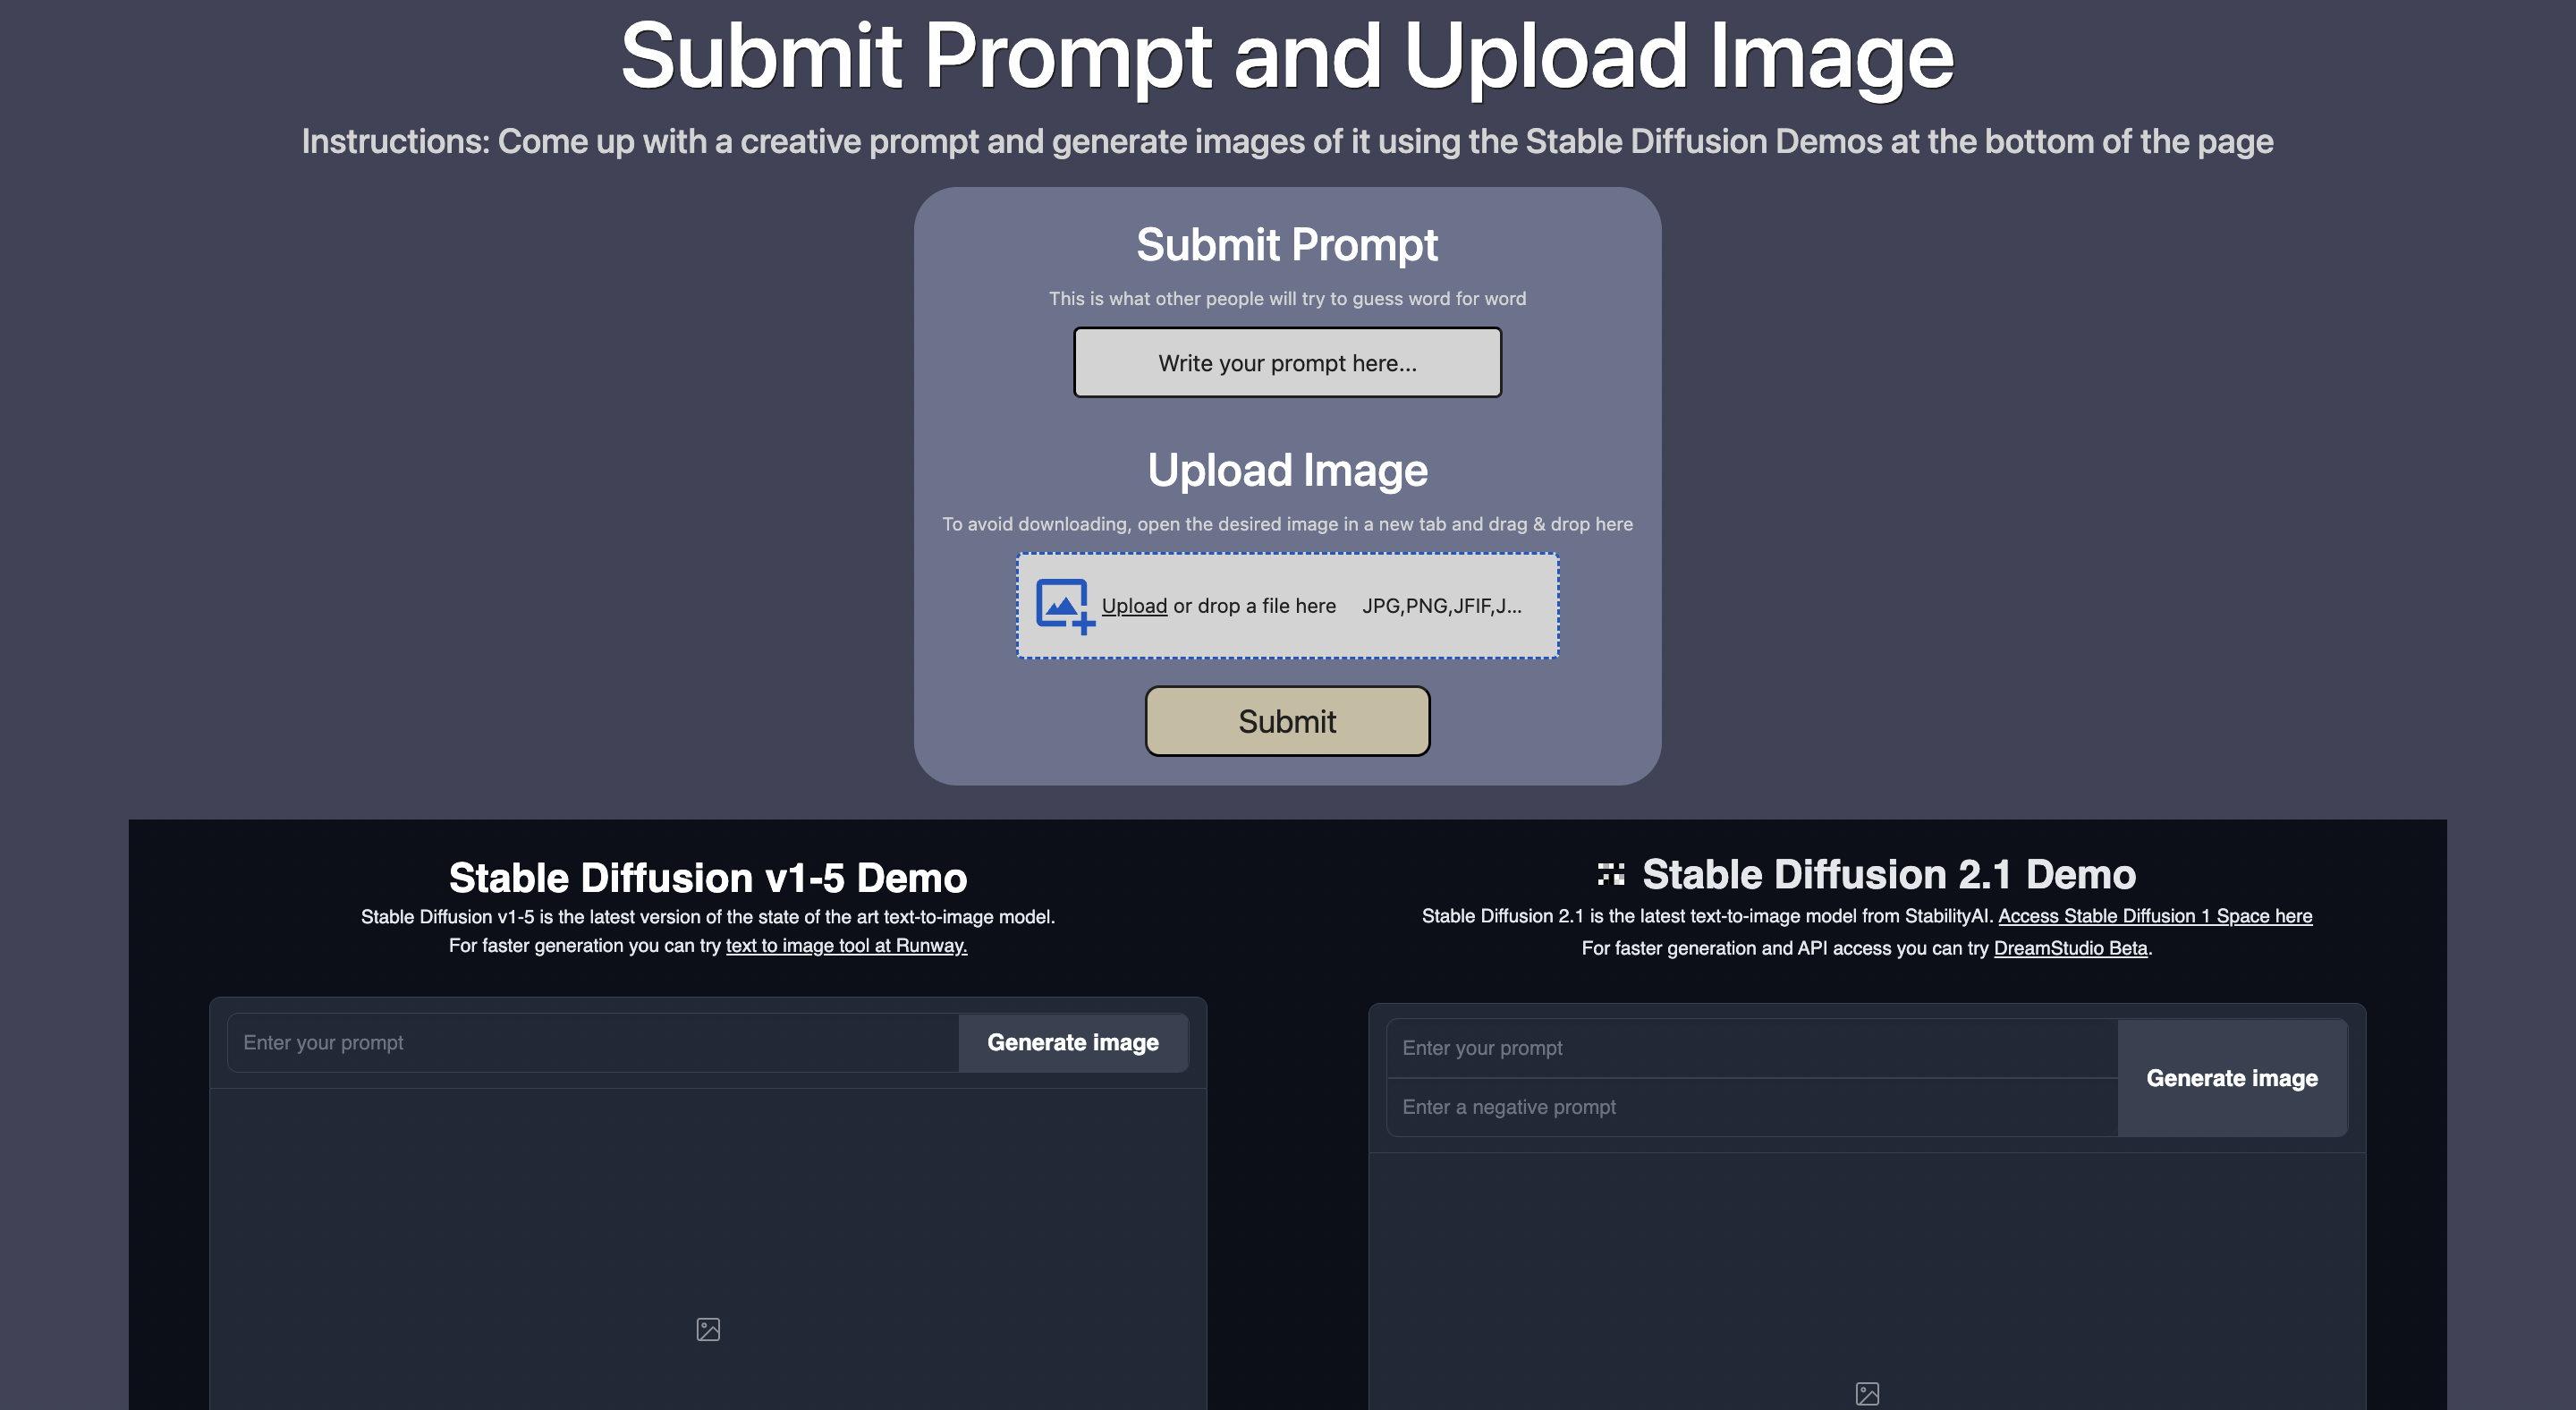 Submit Prompt and Upload Image
Instructions: Come up with a creative prompt and generate images of it using the Stable Diffusion Demos at the bottom of the page
Submit Prompt
This is what other people will try to guess word for word
Write your prompt here...
Upload Image
To avoid downloading, open the desired image in a new tab and drag & drop here
Upload or drop a file here JPG,PNG,JFIF,J...
Submit
Stable Diffusion v1-5 Demo
Stable Diffusion v1-5 is the latest version of the state of the art text-to-image model.
For faster generation you can try text to image tool at Runway.
Enter your prompt
Generate image
Stable Diffusion 2.1 Demo
Stable Diffusion 2.1 is the latest text-to-image model from StabilityAI. Access Stable Diffusion 1 Space here
For faster generation and API access you can try DreamStudio Beta.
Enter your prompt
Enter a negative prompt
Generate image